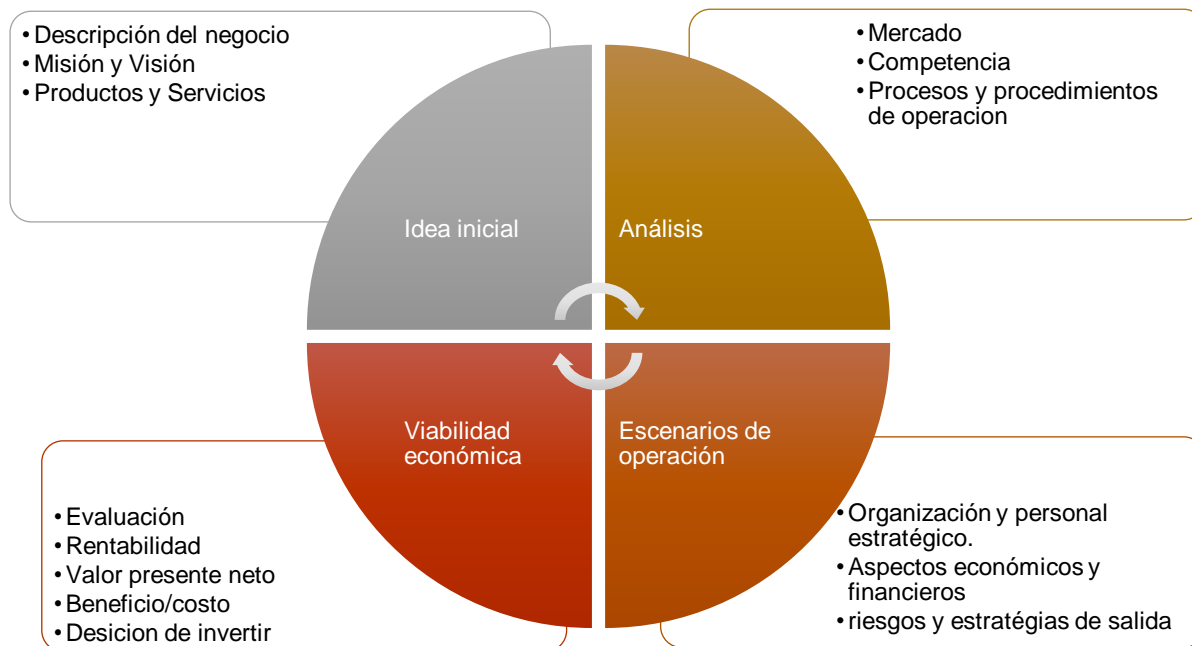 • Descripción del negocio
• Misión y Visión
• Productos y Servicios
• Mercado
• Competencia
• Procesos y procedimientos
de operacion
Idea inicial
Análisis
Viabilidad
económica
Escenarios de
operación
• Evaluación
• Rentabilidad
• Valor presente neto
• Beneficio/costo
• Desicion de invertir
• Organización y personal
estratégico.
• Aspectos económicos y
financieros
• riesgos y estratégias de salida